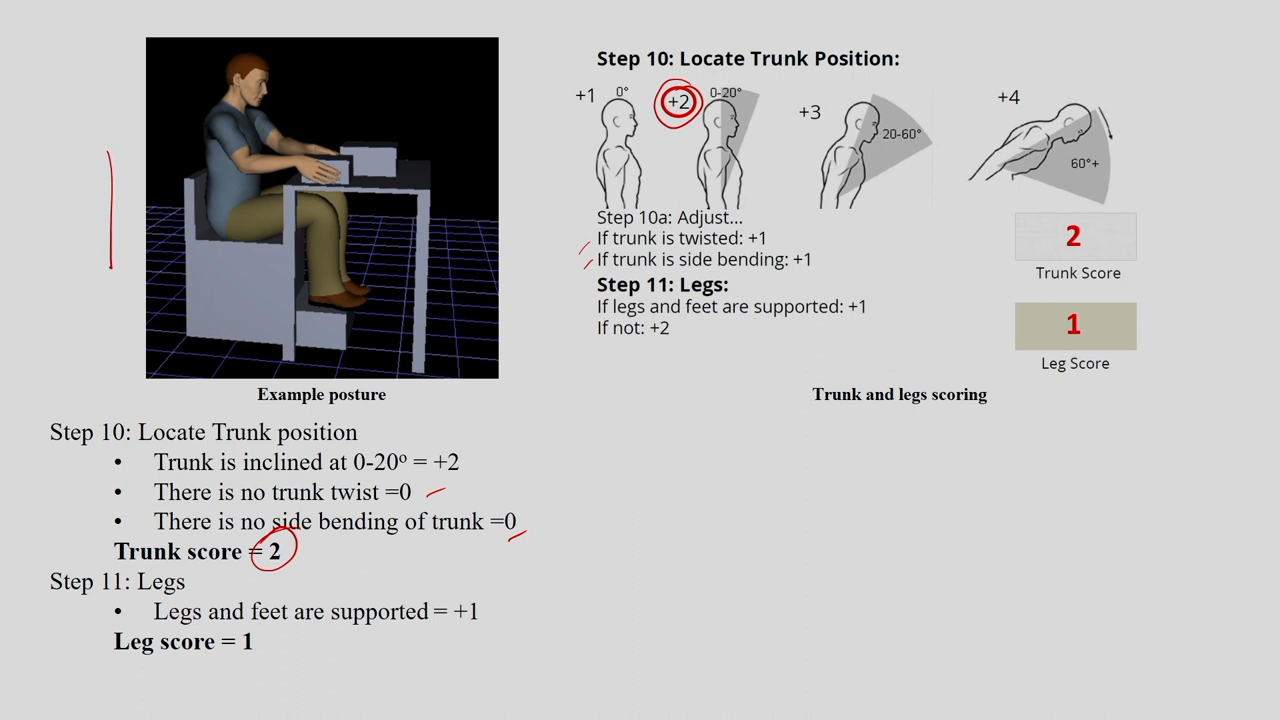 Step 10: Locate Trunk Position:
+1 0° +2 0-20° +3 20-60° +4 60°+
Step 10a: Adjust...
If trunk is twisted: +1
If trunk is side bending: +1
Step 11: Legs:
If legs and feet are supported: +1
If not: +2
2
Trunk Score
1
Leg Score
Example posture
Trunk and legs scoring
Step 10: Locate Trunk position
• Trunk is inclined at 0-20º = +2
• There is no trunk twist =0
• There is no side bending of trunk =0
Trunk score = 2
Step 11: Legs
• Legs and feet are supported = +1
Leg score = 1